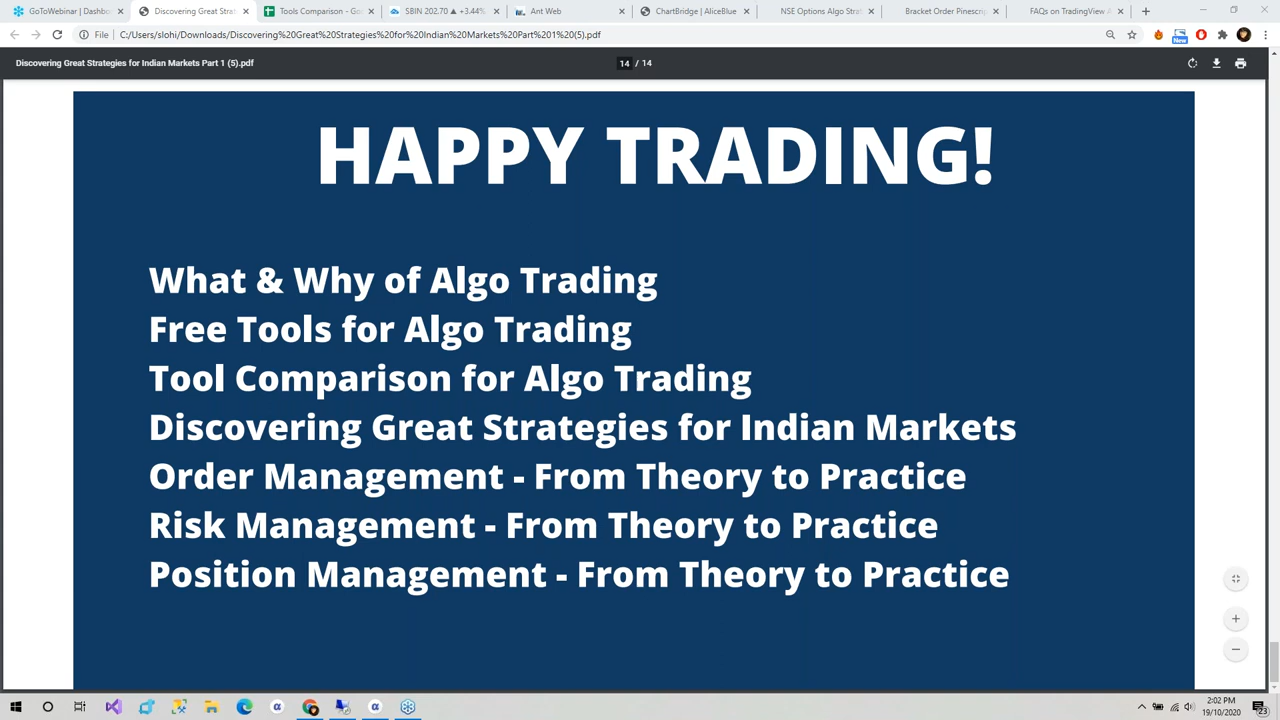 GoToWebinar | Dashbo
Discovering Great Strat
Tools Comparison - Go
SBIN 202.70 ▲ +3.44%
Ant Web
ChartBridge | AliceBlue
NSE Options Algo Strat
Bracket Order Pinescrip
FAQs on TradingView A
File
C:/Users/slohi/Downloads/Discovering%20Great%20Strategies%20for%20Indian%20Markets%20Part%201%20(5).pdf
New
Discovering Great Strategies for Indian Markets Part 1 (5).pdf
14 / 14
HAPPY TRADING!
What & Why of Algo Trading
Free Tools for Algo Trading
Tool Comparison for Algo Trading
Discovering Great Strategies for Indian Markets
Order Management - From Theory to Practice
Risk Management - From Theory to Practice
Position Management - From Theory to Practice
2:02 PM
19/10/2020
23